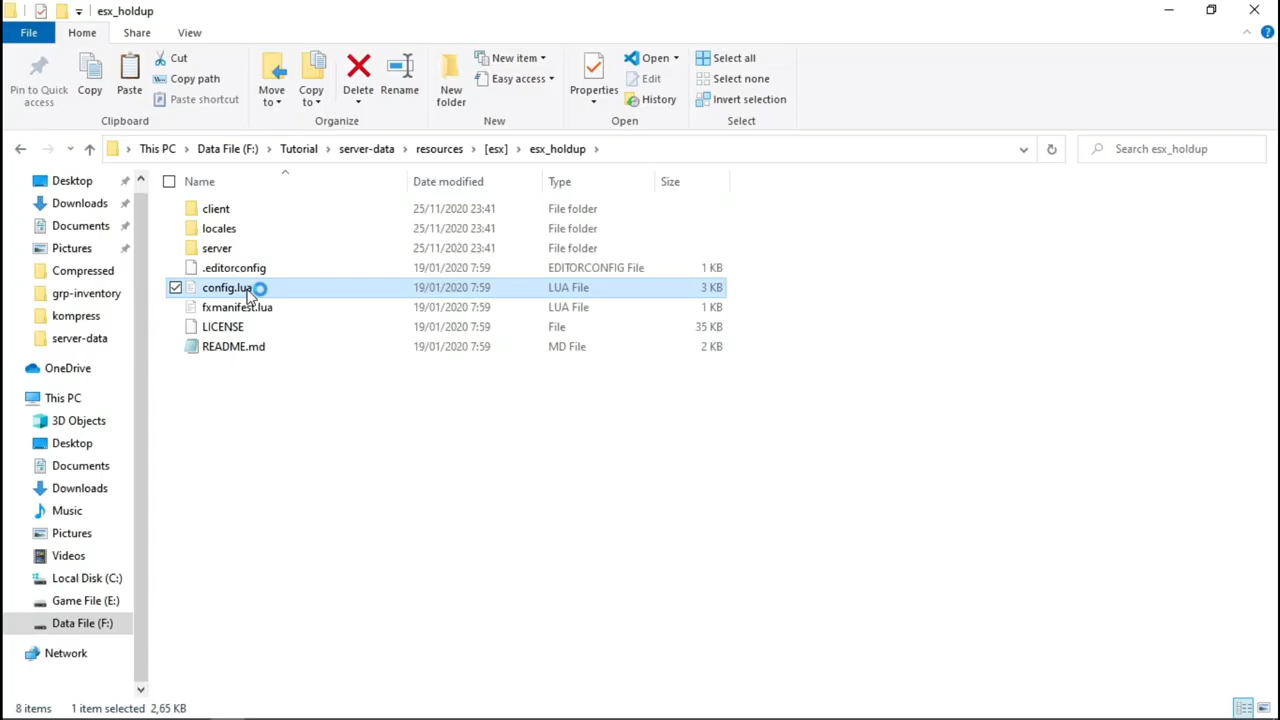 esx_holdup
File Home Share View
Pin to Quick access
Copy
Paste
Cut
Copy path
Paste shortcut
Clipboard
Move to
Copy to
Delete
Rename
Organize
New folder
New item
Easy access
New
Properties
Open
Edit
History
Open
Select all
Select none
Invert selection
Select
This PC > Data File (F:) > Tutorial > server-data > resources > [esx] > esx_holdup >
Search esx_holdup
Desktop
Downloads
Documents
Pictures
Compressed
grp-inventory
kompress
server-data
OneDrive
This PC
3D Objects
Desktop
Documents
Downloads
Music
Pictures
Videos
Local Disk (C:)
Game File (E:)
Data File (F:)
Network
Name Date modified Type Size
client 25/11/2020 23:41 File folder
locales 25/11/2020 23:41 File folder
server 25/11/2020 23:41 File folder
.editorconfig 19/01/2020 7:59 EDITORCONFIG File 1 KB
config.lua 19/01/2020 7:59 LUA File 3 KB
fxmanifest.lua 19/01/2020 7:59 LUA File 1 KB
LICENSE 19/01/2020 7:59 File 35 KB
README.md 19/01/2020 7:59 MD File 2 KB
8 items 1 item selected 2,65 KB